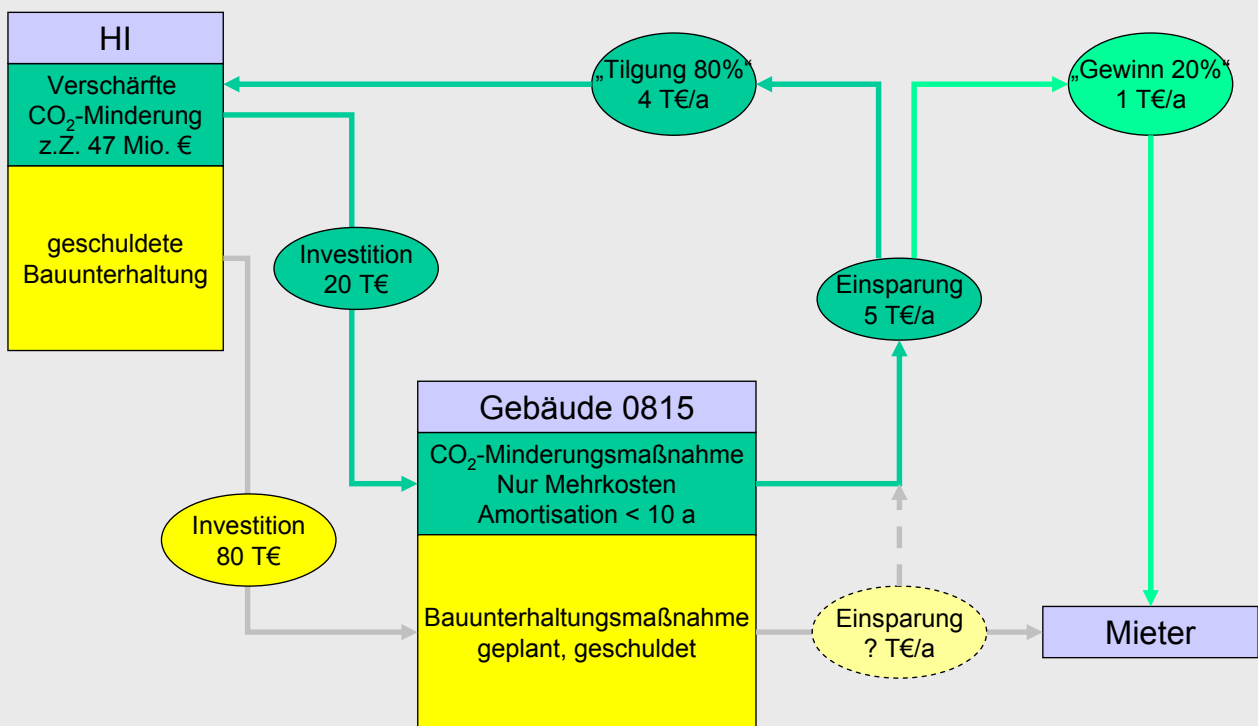 HI
Verschärfte
CO₂-Minderung
z.Z. 47 Mio. €
geschuldete
Bauunterhaltung
„Tilgung 80%“
4 T€/a
„Gewinn 20%“
1 T€/a
Investition
20 T€
Einsparung
5 T€/a
Investition
80 T€
Gebäude 0815
CO₂-Minderungsmaßnahme
Nur Mehrkosten
Amortisation < 10 a
Bauunterhaltungsmaßnahme
geplant, geschuldet
Einsparung
? T€/a
Mieter